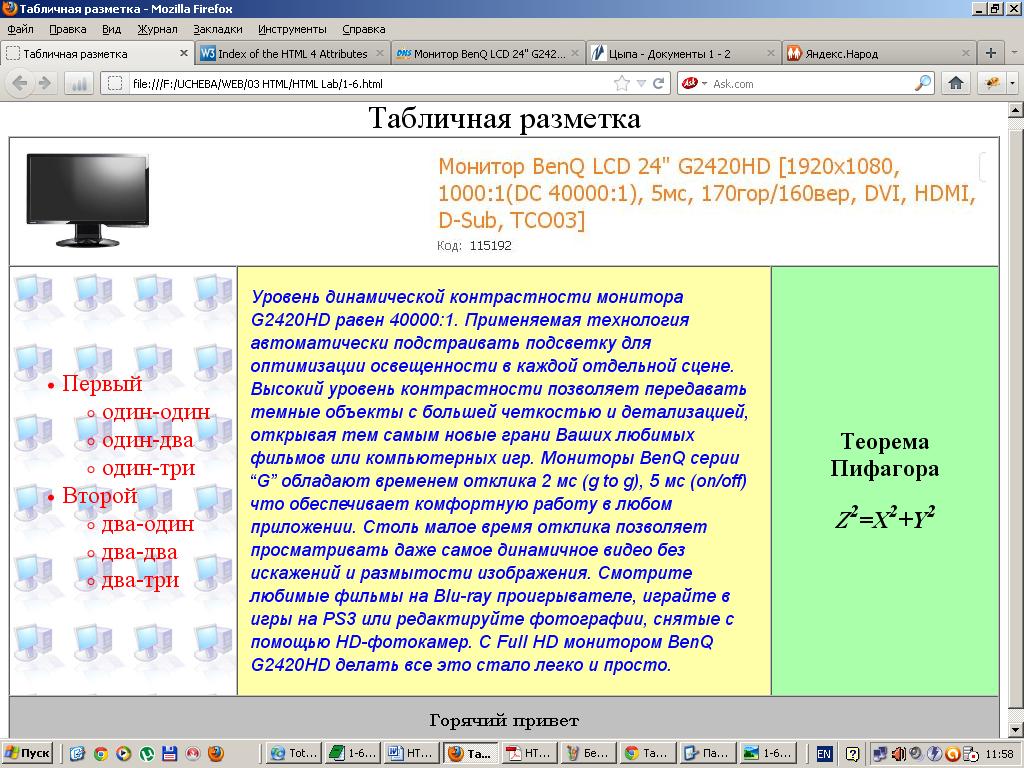 Табличная разметка - Mozilla Firefox
Файл Правка Вид Журнал Закладки Инструменты Справка
Табличная разметка
W3 Index of the HTML 4 Attributes
DNS Монитор BenQ LCD 24" G242...
Цыпа - Документы 1 - 2
Яндекс.Народ
file:///F:/UCHEBA/WEB/03 HTML/HTML Lab/1-6.html
Ask Ask.com
Табличная разметка
Монитор BenQ LCD 24" G2420HD [1920x1080,
1000:1(DC 40000:1), 5мс, 170гор/160вер, DVI, HDMI,
D-Sub, TCO03]
Код: 115192
• Первый
один-один
один-два
один-три
• Второй
два-один
два-два
два-три
Уровень динамической контрастности монитора
G2420HD равен 40000:1. Применяемая технология
автоматически подстраивать подсветку для
оптимизации освещенности в каждой отдельной сцене.
Высокий уровень контрастности позволяет передавать
темные объекты с большей четкостью и детализацией,
открывая тем самым новые грани Ваших любимых
фильмов или компьютерных игр. Мониторы BenQ серии
“G” обладают временем отклика 2 мс (g to g), 5 мс (on/off)
что обеспечивает комфортную работу в любом
приложении. Столь малое время отклика позволяет
просматривать даже самое динамичное видео без
искажений и размытости изображения. Смотрите
любимые фильмы на Blu-ray проигрывателе, играйте в
игры на PS3 или редактируйте фотографии, снятые с
помощью HD-фотокамер. С Full HD монитором BenQ
G2420HD делать все это стало легко и просто.
Теорема
Пифагора
Z²=X²+Y²
Горячий привет
Пуск Tot... 1-6... HT... Та... HT... Бе... Та... Па... 1-6... EN 11:58